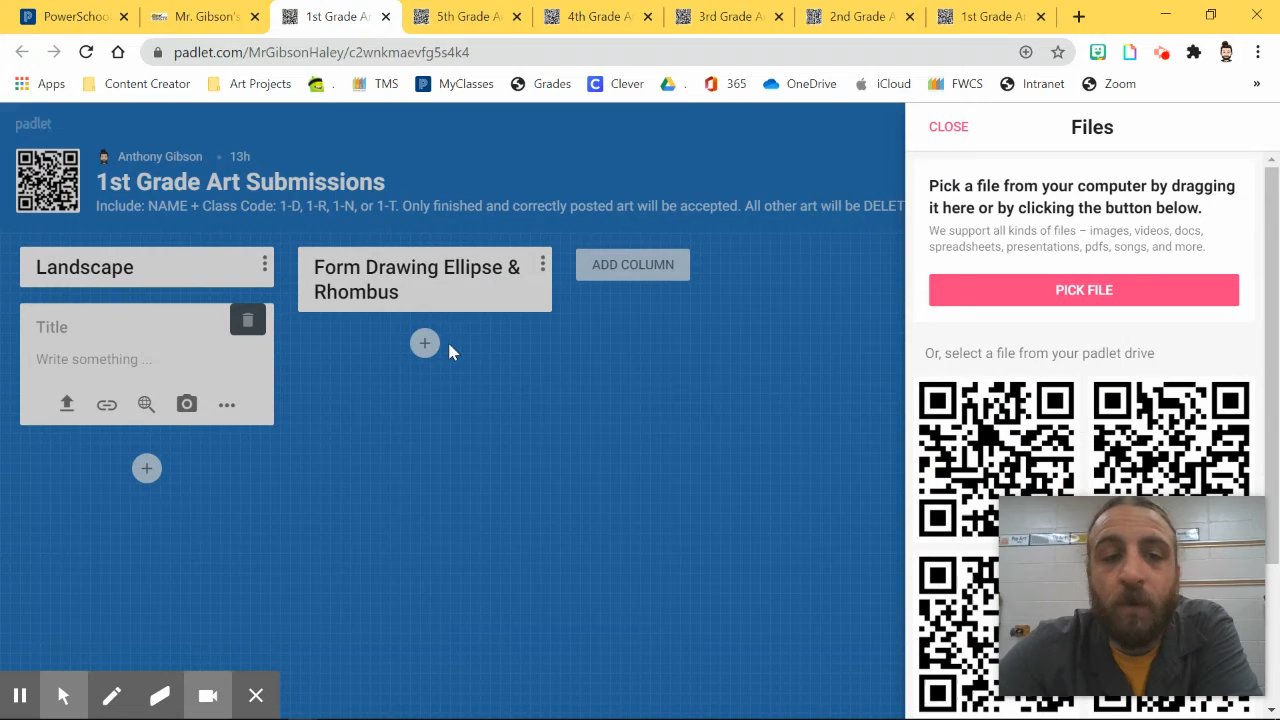 PowerSchoo
Mr. Gibson's
1st Grade A
5th Grade A
4th Grade A
3rd Grade A
2nd Grade A
1st Grade A
padlet.com/MrGibsonHaley/c2wnkmaevfg5s4k4
Apps
Content Creator
Art Projects
.
TMS
MyClasses
Grades
Clever
.
365
OneDrive
iCloud
FWCS
Intranet
Zoom
»
padlet
Anthony Gibson • 13h
1st Grade Art Submissions
Include: NAME + Class Code: 1-D, 1-R, 1-N, or 1-T. Only finished and correctly posted art will be accepted. All other art will be DELET
Landscape
Title
Write something ...
Form Drawing Ellipse &
Rhombus
ADD COLUMN
CLOSE
Files
Pick a file from your computer by dragging
it here or by clicking the button below.
We support all kinds of files – images, videos, docs,
spreadsheets, presentations, pdfs, songs, and more.
PICK FILE
Or, select a file from your padlet drive